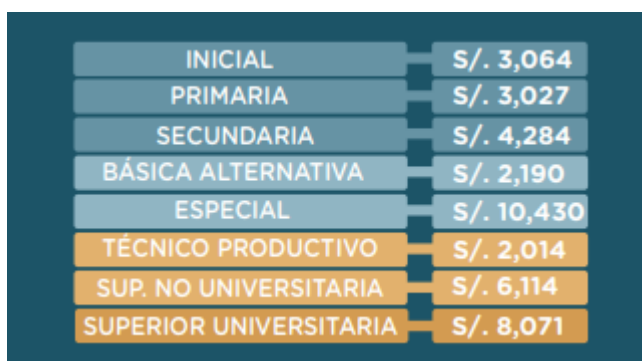 INICIAL S/. 3,064
PRIMARIA S/. 3,027
SECUNDARIA S/. 4,284
BÁSICA ALTERNATIVA S/. 2,190
ESPECIAL S/. 10,430
TÉCNICO PRODUCTIVO S/. 2,014
SUP. NO UNIVERSITARIA S/. 6,114
SUPERIOR UNIVERSITARIA S/. 8,071